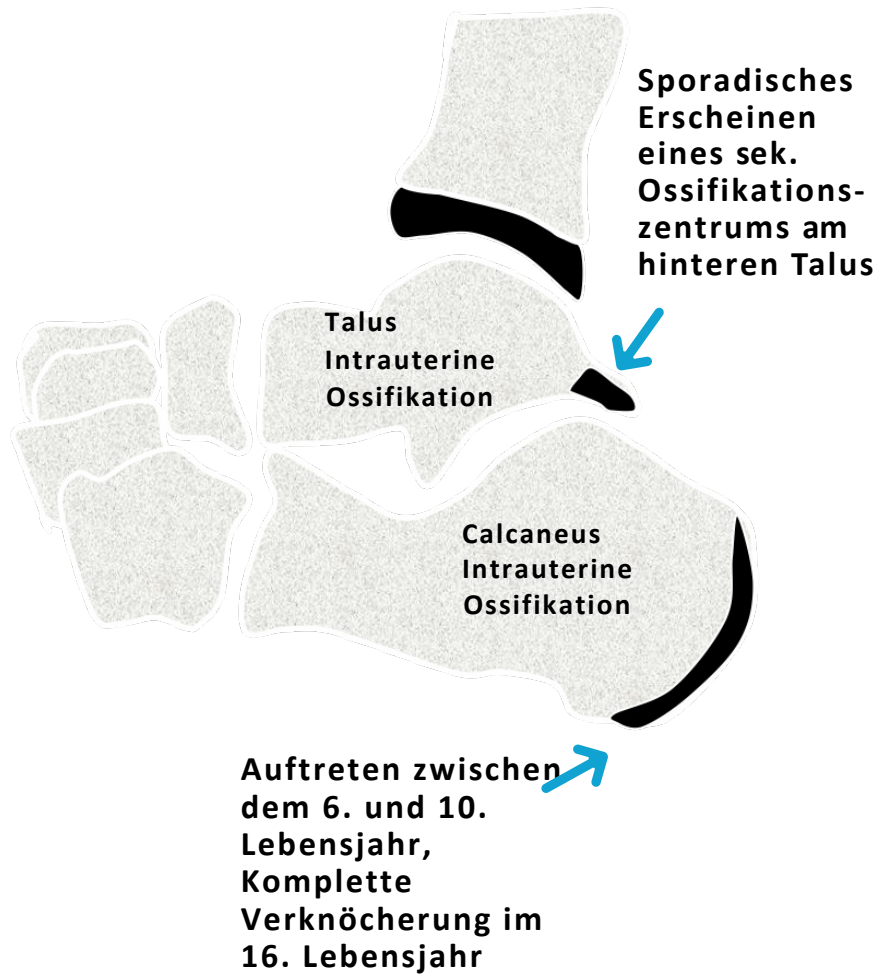 Sporadisches
Erscheinen
eines sek.
Ossifikations-
zentrums am
hinteren Talus
Talus
Intrauterine
Ossifikation
Calcaneus
Intrauterine
Ossifikation
Auftreten zwischen
dem 6. und 10.
Lebensjahr,
Komplette
Verknöcherung im
16. Lebensjahr